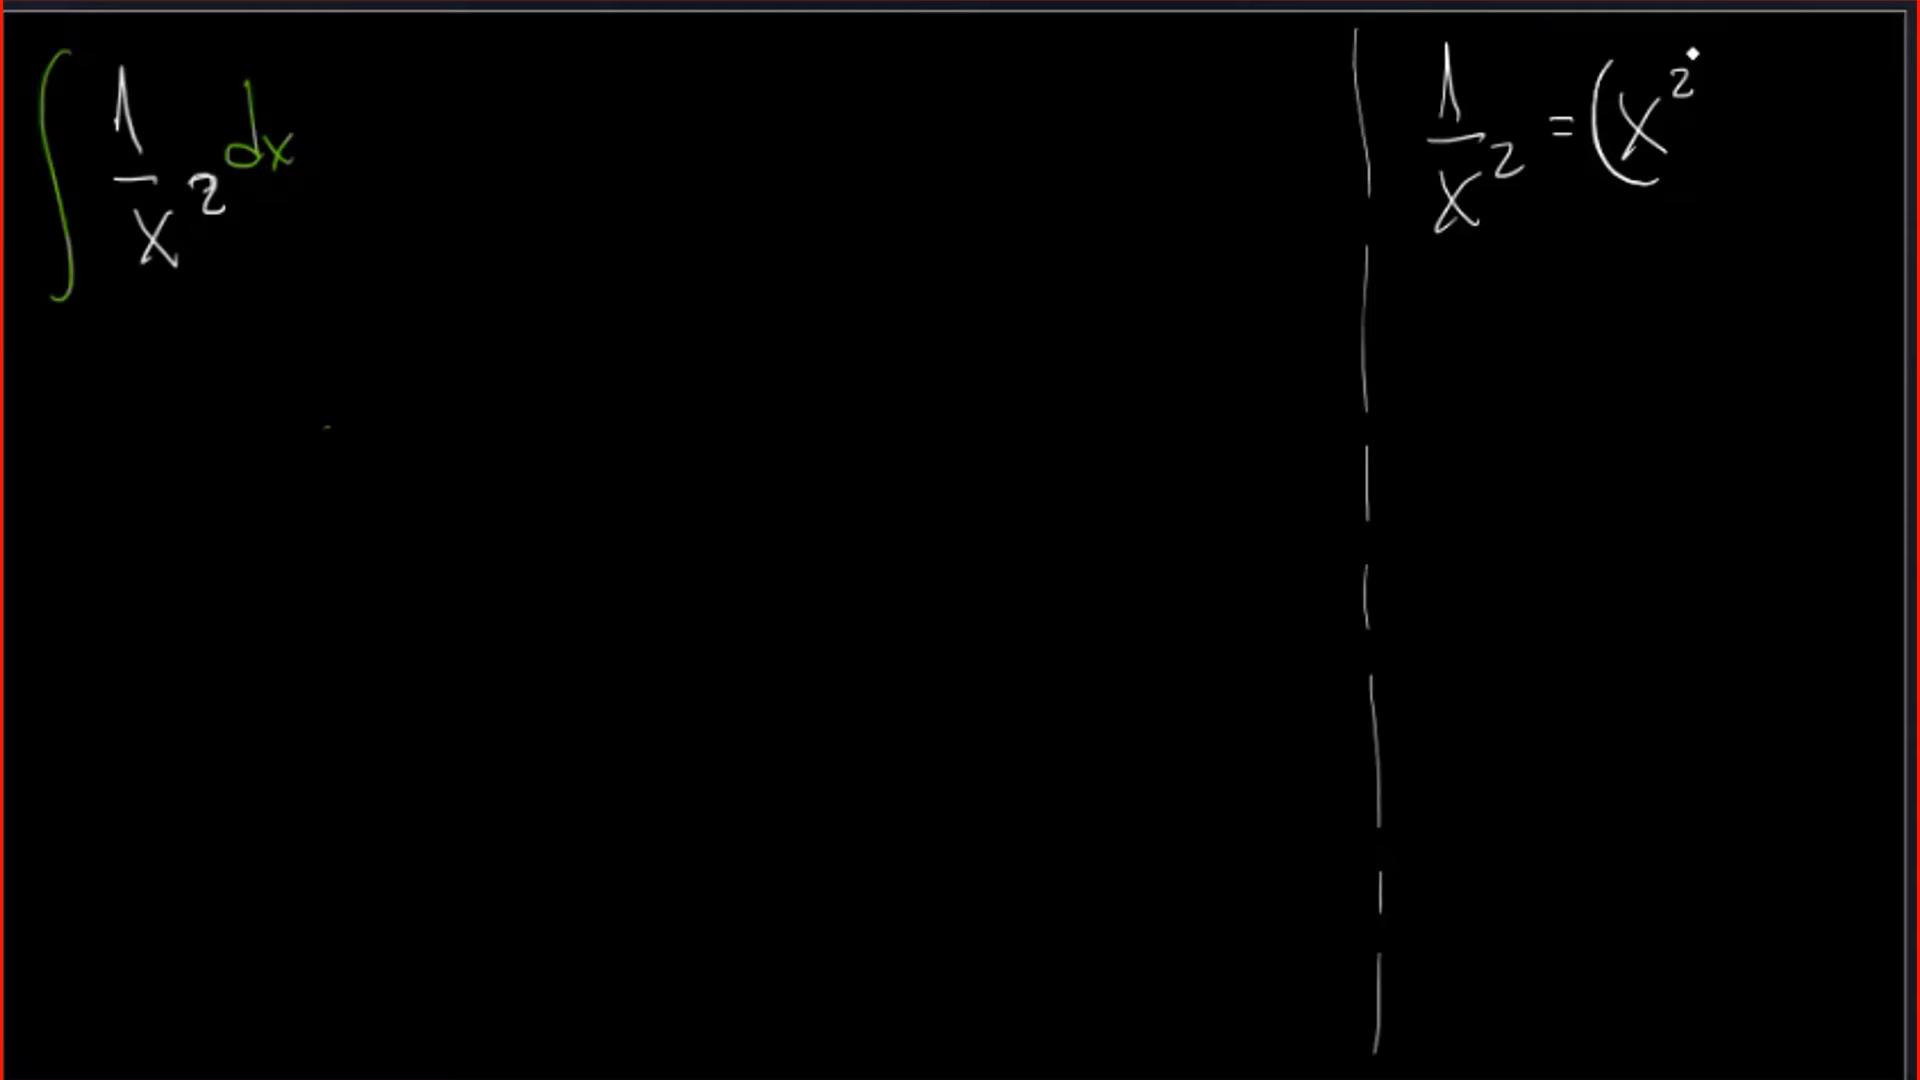 ∫ 1/x² dx
1/x² = (x²